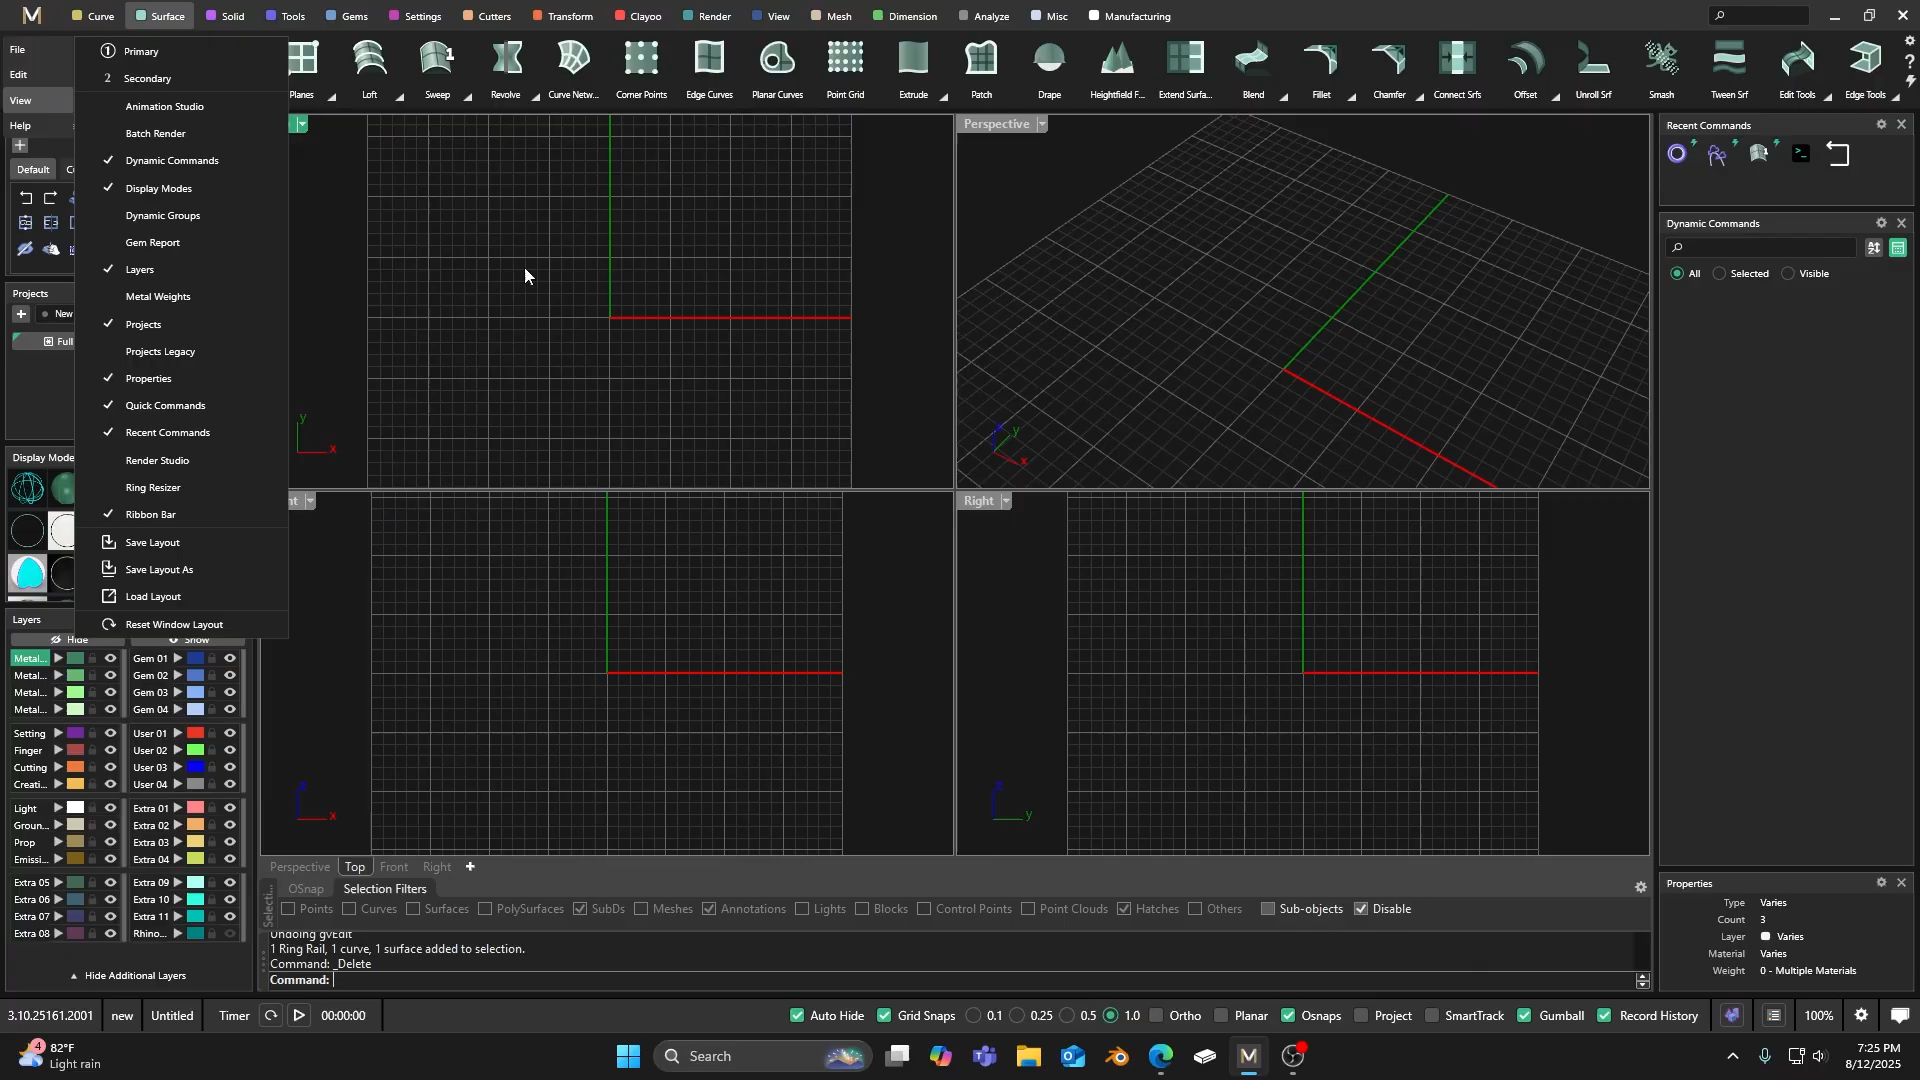 M Curve Surface Solid Tools Gems Settings Cutters Transform Clayoo Render View Mesh Dimension Analyze Misc Manufacturing
File
Edit
View
Help
1 Primary
2 Secondary
Animation Studio
Batch Render
Dynamic Commands
Display Modes
Dynamic Groups
Gem Report
Layers
Metal Weights
Projects
Projects Legacy
Properties
Quick Commands
Recent Commands
Render Studio
Ring Resizer
Ribbon Bar
Save Layout
Save Layout As
Load Layout
Reset Window Layout
Planes Loft Sweep Revolve Curve Netw... Corner Points Edge Curves Planar Curves Point Grid Extrude Patch Drape Heightfield F... Extend Surfa... Blend Fillet Chamfer Connect Srfs Offset Unroll Srf Smash Tween Srf Edit Tools Edge Tools
Default
Projects
New
Full
Display Mode
Layers
Hide Show
Metal... Gem 01
Metal... Gem 02
Metal... Gem 03
Metal... Gem 04
Setting User 01
Finger User 02
Cutting User 03
Creati... User 04
Light Extra 01
Groun... Extra 02
Prop Extra 03
Emissi... Extra 04
Extra 05 Extra 09
Extra 06 Extra 10
Extra 07 Extra 11
Extra 08 Rhino...
Hide Additional Layers
Perspective
nt
Right
y
x
z
y
x
z
x
z
y
Recent Commands
Dynamic Commands
All Selected Visible
Perspective Top Front Right
OSnap Selection Filters
Selecti...
Points Curves Surfaces PolySurfaces SubDs Meshes Annotations Lights Blocks Control Points Point Clouds Hatches Others Sub-objects Disable
Undoing gvEdit
1 Ring Rail, 1 curve, 1 surface added to selection.
Command: _Delete
Command:
Properties
Type Varies
Count 3
Layer Varies
Material Varies
Weight 0 - Multiple Materials
3.10.25161.2001 new Untitled Timer 00:00:00 Auto Hide Grid Snaps 0.1 0.25 0.5 1.0 Ortho Planar Osnaps Project SmartTrack Gumball Record History 100%
4 82°F
Light rain
Search
7:25 PM
8/12/2025